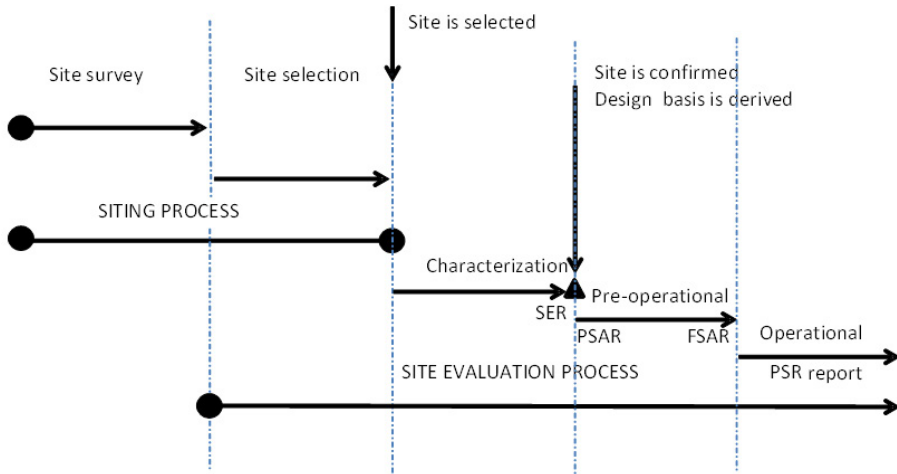 Site is selected
Site survey
Site selection
Site is confirmed
Design basis is derived
SITING PROCESS
Characterization
SER
Pre-operational
PSAR
FSAR
Operational
SITE EVALUATION PROCESS
PSR report